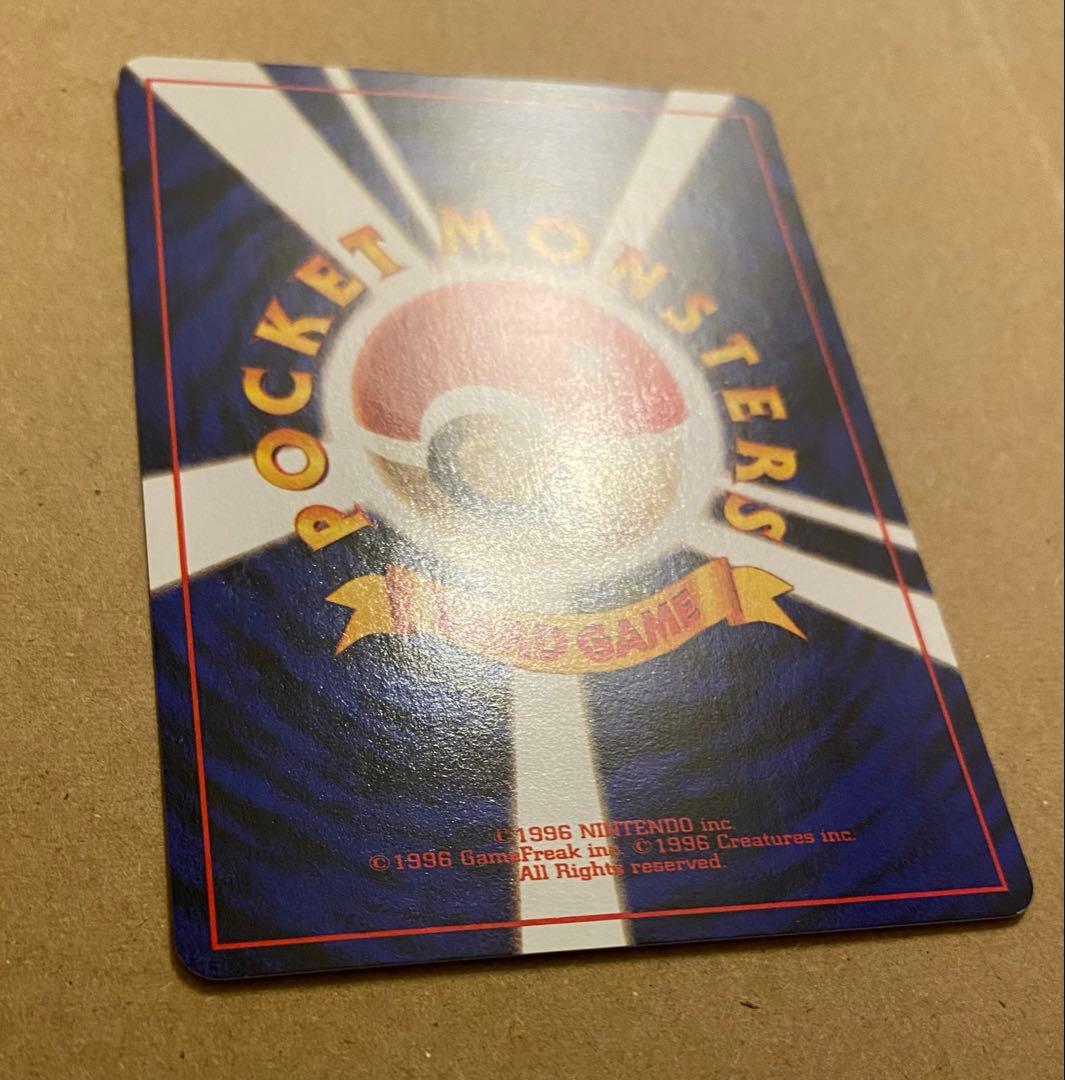 POCKET MONSTERS
CARD GAME
©1996 NINTENDO inc.
©1996 GameFreak inc. ©1996 Creatures inc.
All Rights reserved.